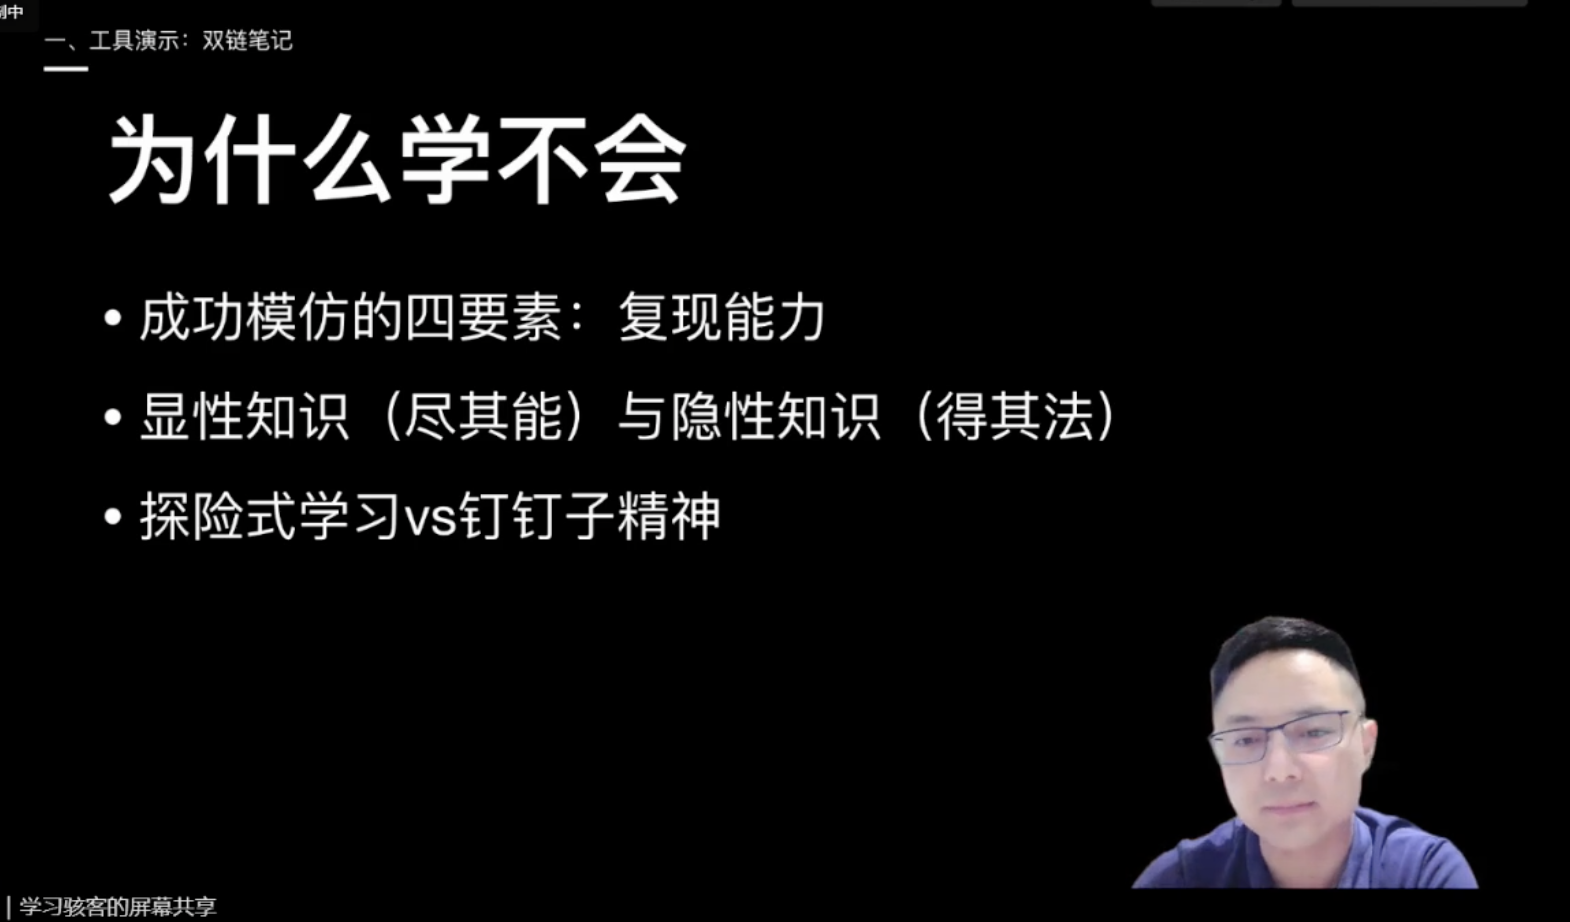 制中
一、工具演示：双链笔记
为什么学不会
• 成功模仿的四要素：复现能力
• 显性知识（尽其能）与隐性知识（得其法）
• 探险式学习vs钉钉子精神
| 学习骇客的屏幕共享